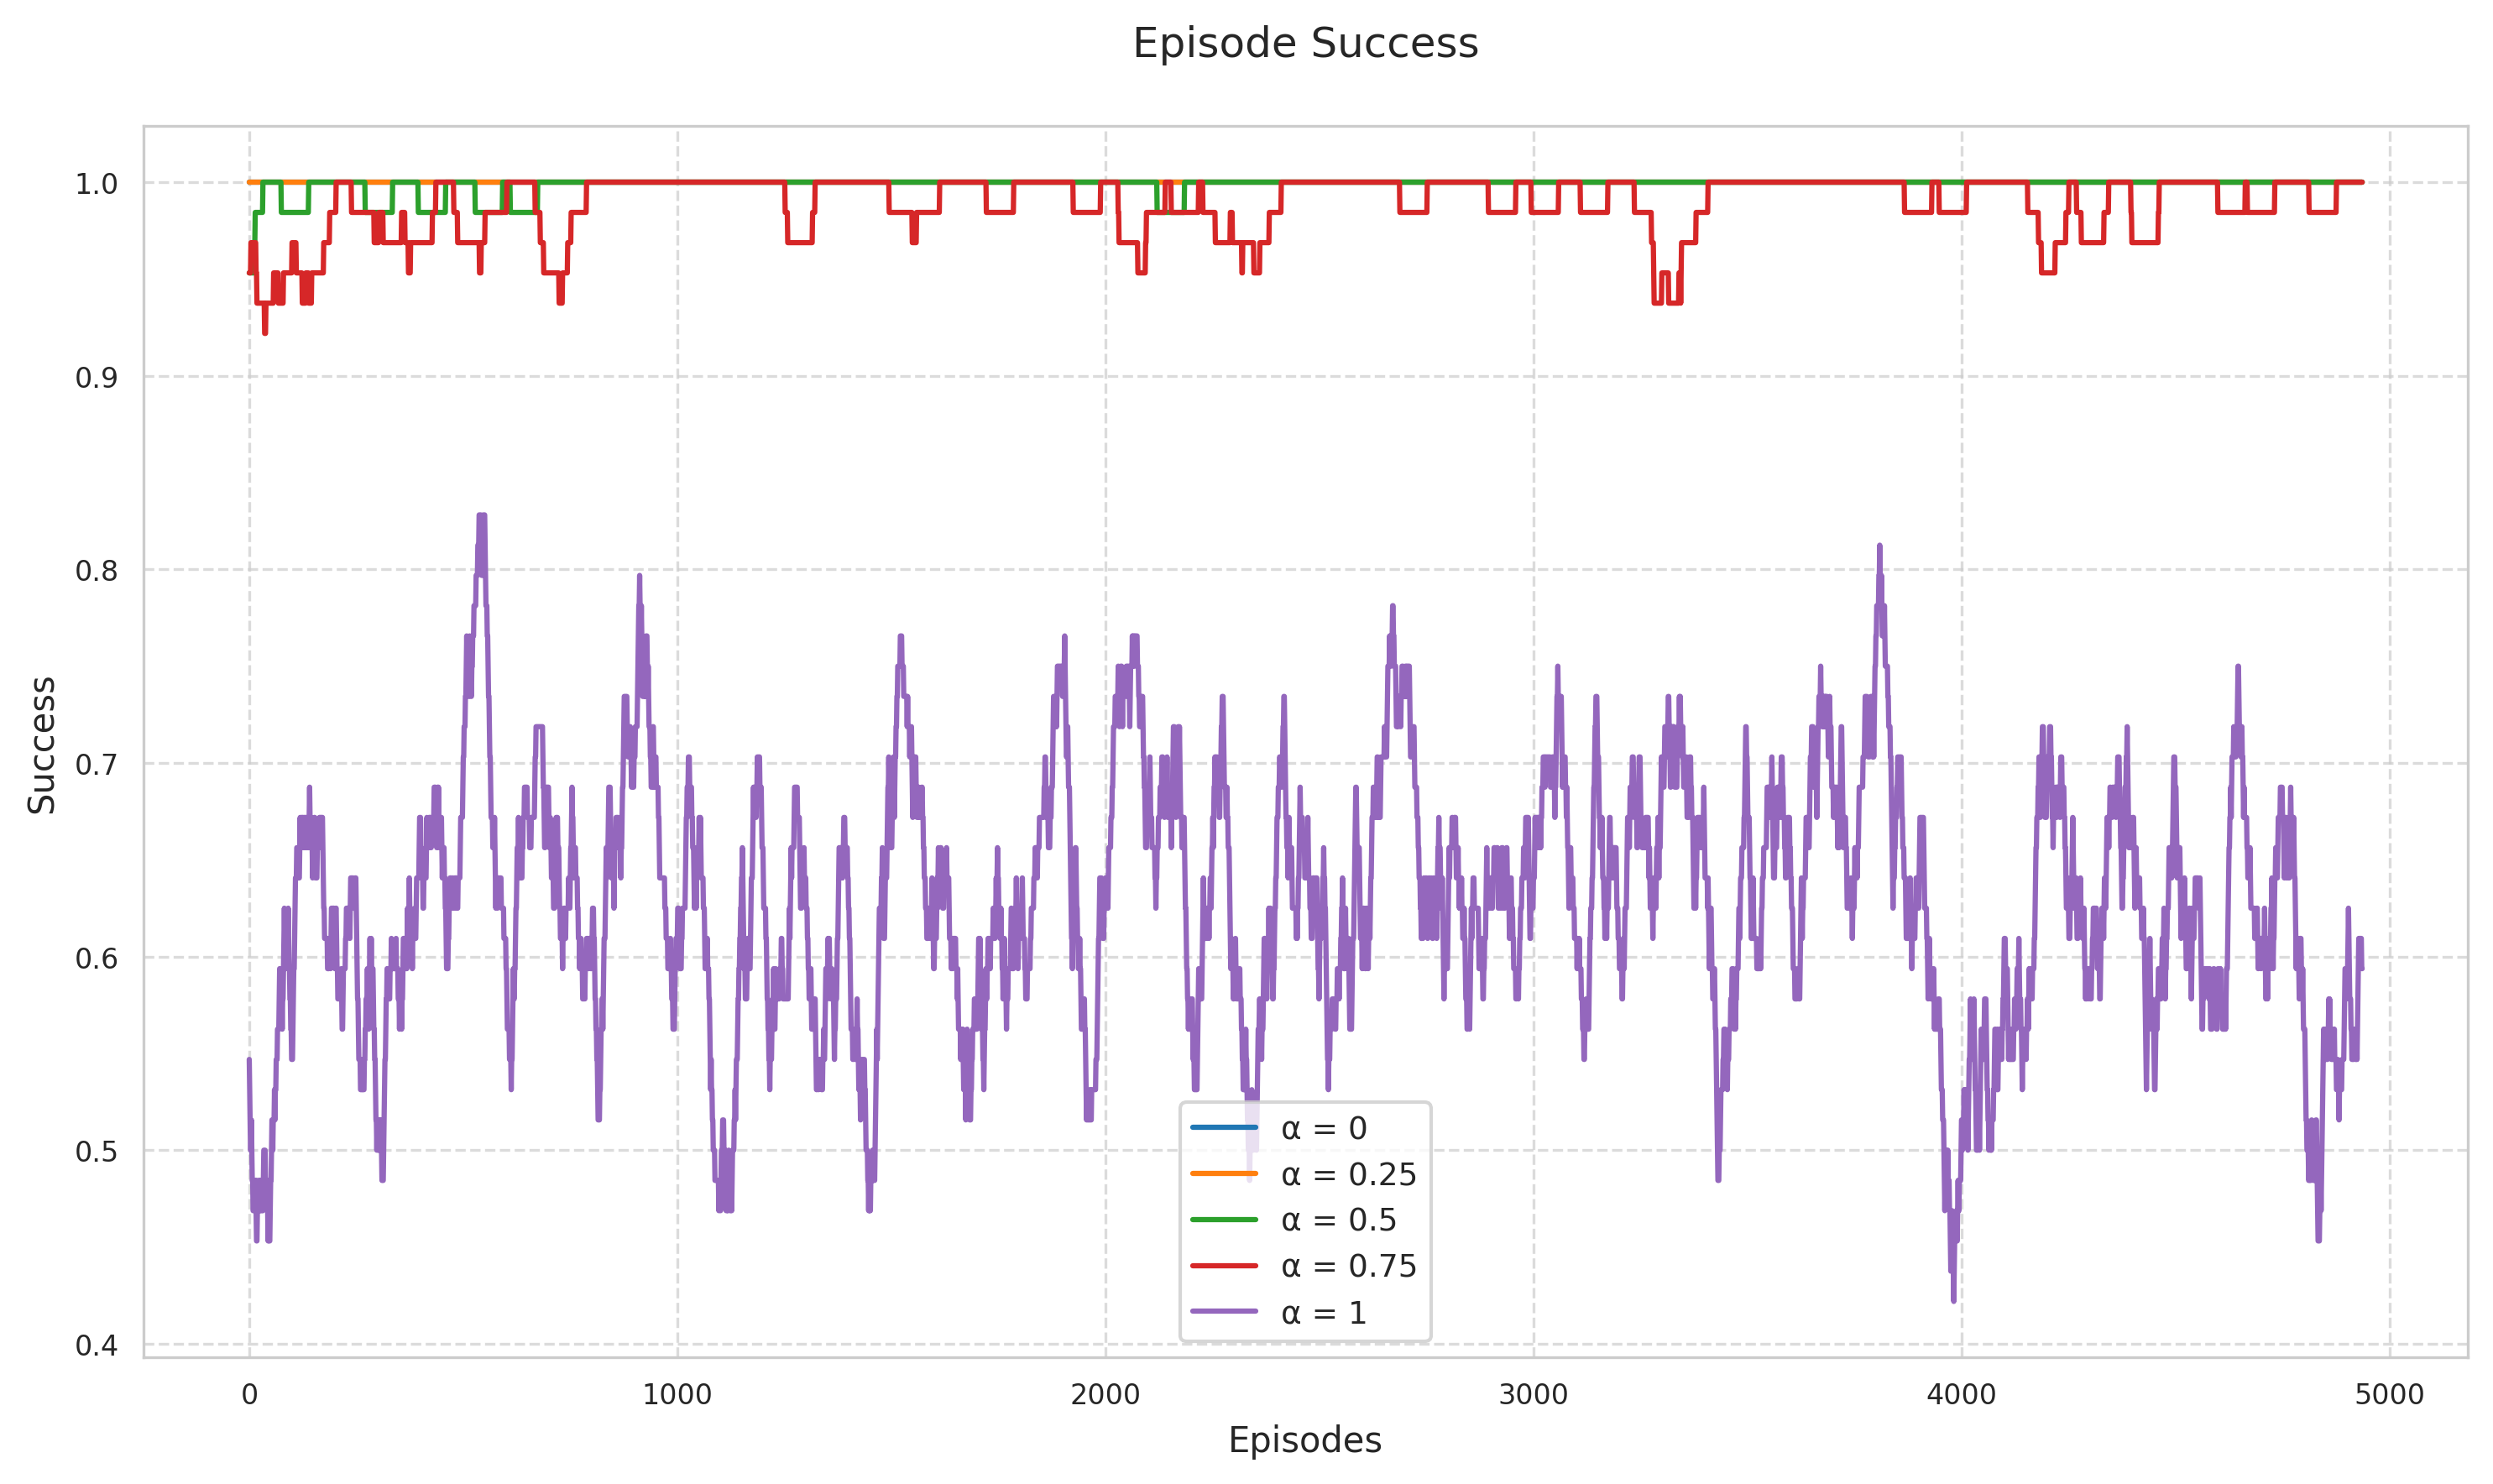 Episode Success
1.0
0.9
0.8
0.7
0.6
0.5
0.4
Success
α = 0
α = 0.25
α = 0.5
α = 0.75
α = 1
0 1000 2000 3000 4000 5000
Episodes